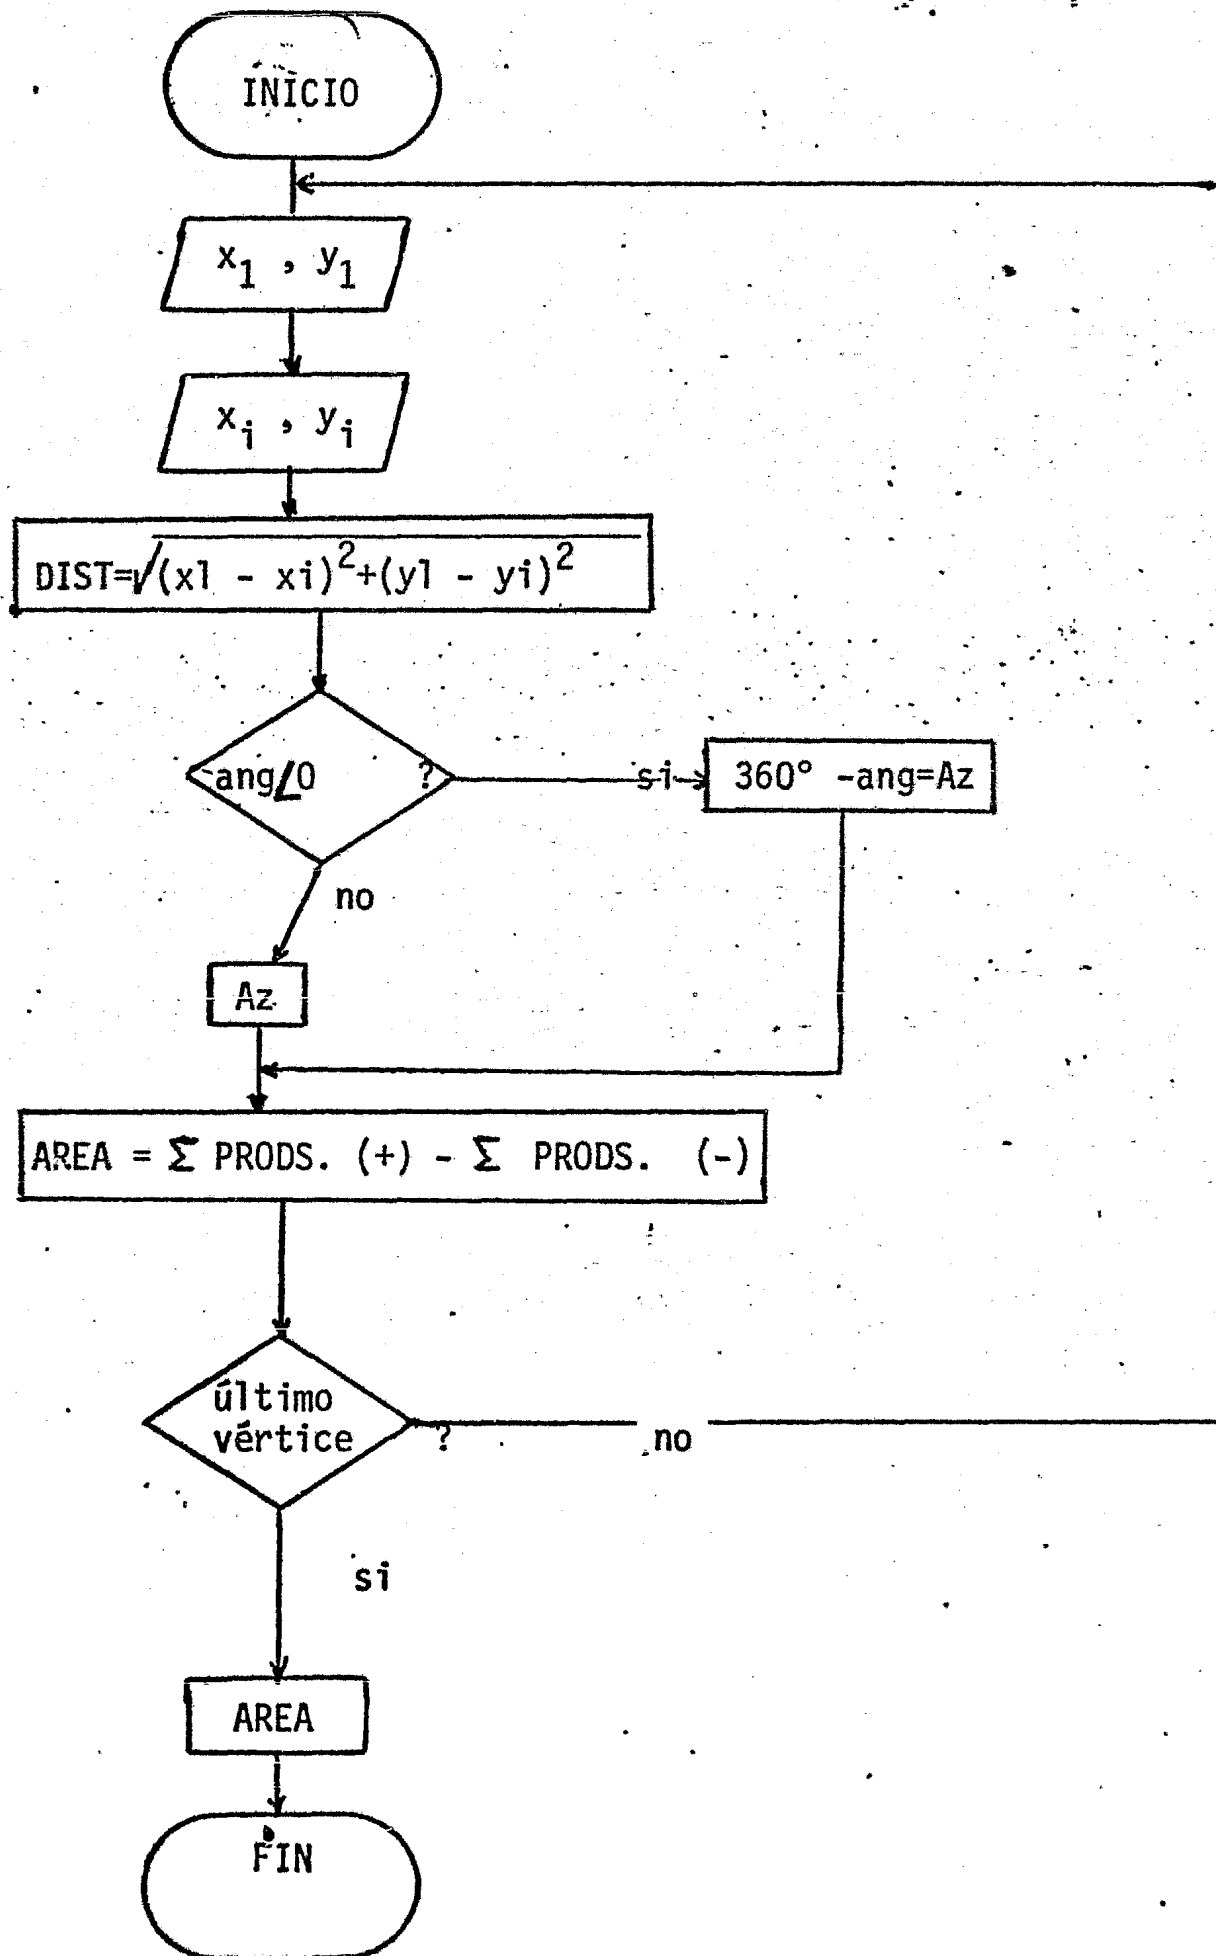 INICIO
x1 , y1
xi , yi
DIST=√(x1 - xi)²+(y1 - yi)²
ang∠0 ?
si
360° -ang=Az
no
Az
AREA = Σ PRODS. (+) - Σ PRODS. (-)
último
vértice ?
no
si
AREA
FIN